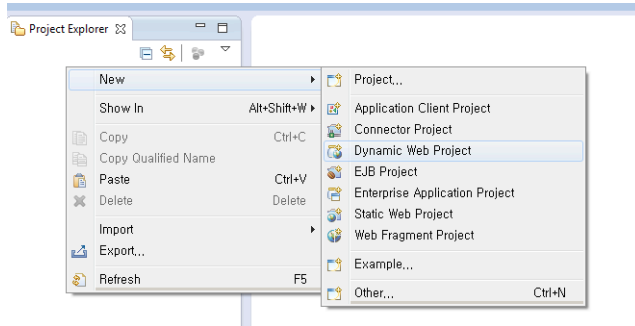 Project Explorer
New
Show In Alt+Shift+W
Copy Ctrl+C
Copy Qualified Name
Paste Ctrl+V
Delete Delete
Import
Export...
Refresh F5
Project...
Application Client Project
Connector Project
Dynamic Web Project
EJB Project
Enterprise Application Project
Static Web Project
Web Fragment Project
Example...
Other... Ctrl+N